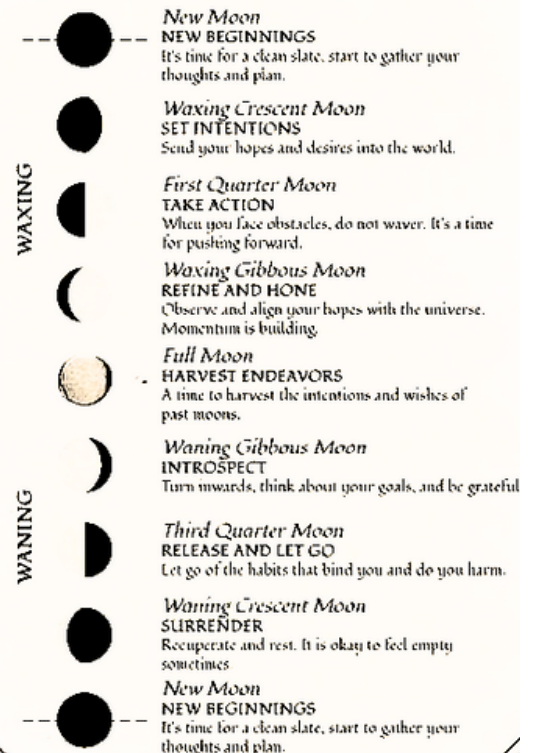 New Moon
NEW BEGINNINGS
It's time for a clean slate, start to gather your
thoughts and plan.
Waxing Crescent Moon
SET INTENTIONS
Send your hopes and desires into the world.
WAXING
First Quarter Moon
TAKE ACTION
When you face obstacles, do not waver. It's a time
for pushing forward.
Waxing Gibbous Moon
REFINE AND HONE
Observe and align your hopes with the universe.
Momentum is building.
Full Moon
HARVEST ENDEAVORS
A time to harvest the intentions and wishes of
past moons.
Waning Gibbous Moon
INTROSPECT
Turn inwards, think about your goals, and be grateful
WANING
Third Quarter Moon
RELEASE AND LET GO
Let go of the habits that bind you and do you harm.
Waning Crescent Moon
SURRENDER
Recuperate and rest. It is okay to feel empty
sometimes
New Moon
NEW BEGINNINGS
It's time for a clean slate, start to gather your
thoughts and plan.